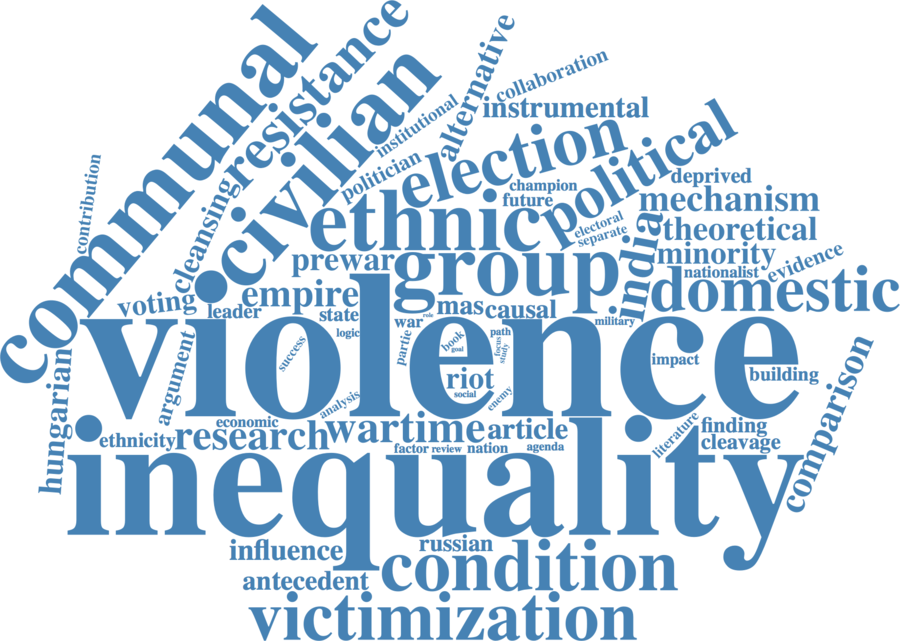 communal
resistance
civilian
cleansing
contribution
institutional
alternative
collaboration
instrumental
politician
election
political
champion
future
deprived
mechanism
ethnic
electoral
separate
india
theoretical
minority
prewar
group
nationalist
evidence
domestic
voting
leader
empire
state
mas
causal
violence
logic
war
role
military
success
partie
book
goal
path
focus
study
riot
social
enemy
impact
building
comparison
hungarian
argument
analysis
economic
ethnicity
research
wartime
article
literature
finding
cleavage
factor
review
nation
agenda
inequality
influence
russian
antecedent
condition
victimization